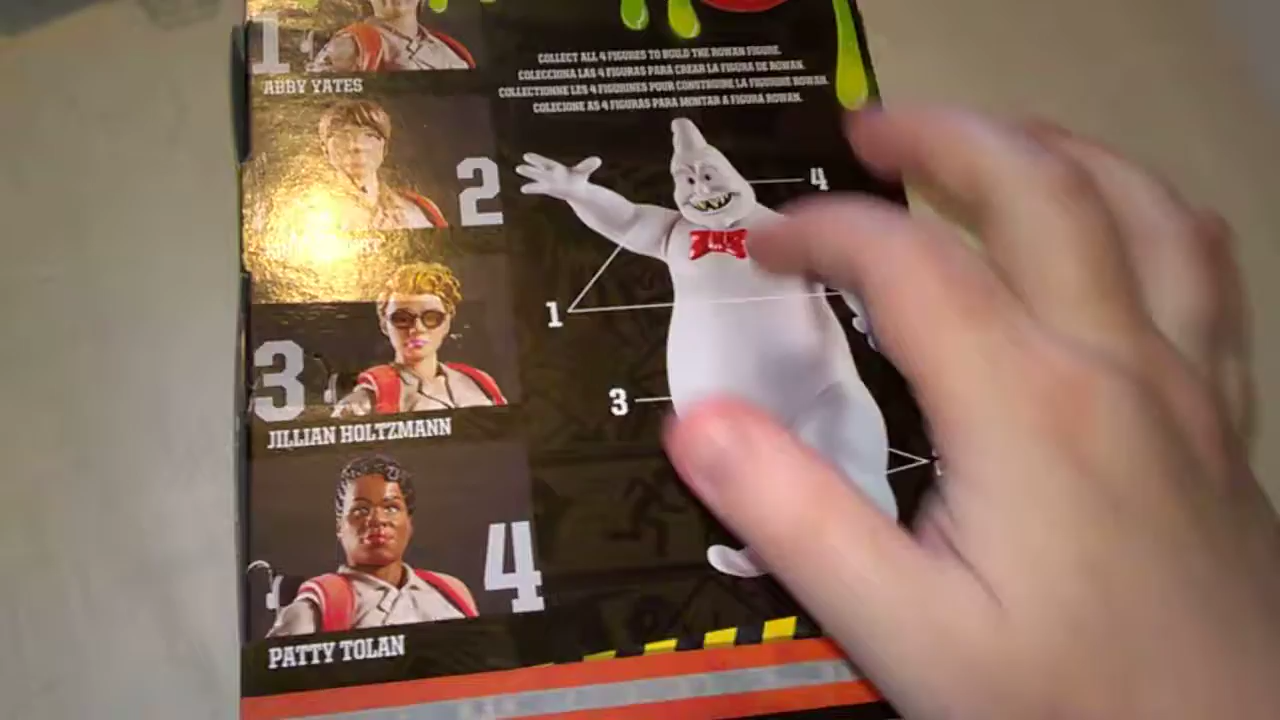 1
ABBY YATES
COLLECT ALL 4 FIGURES TO BUILD THE ROWAN FIGURE.
COLECCIONA LAS 4 FIGURAS PARA CREAR LA FIGURA DE ROWAN.
COLLECTIONNE LES 4 FIGURINES POUR CONSTRUIRE LA FIGURINE ROWAN.
COLECIONE AS 4 FIGURAS PARA MONTAR A FIGURA ROWAN.
2
4
1
3
3
JILLIAN HOLTZMANN
4
PATTY TOLAN